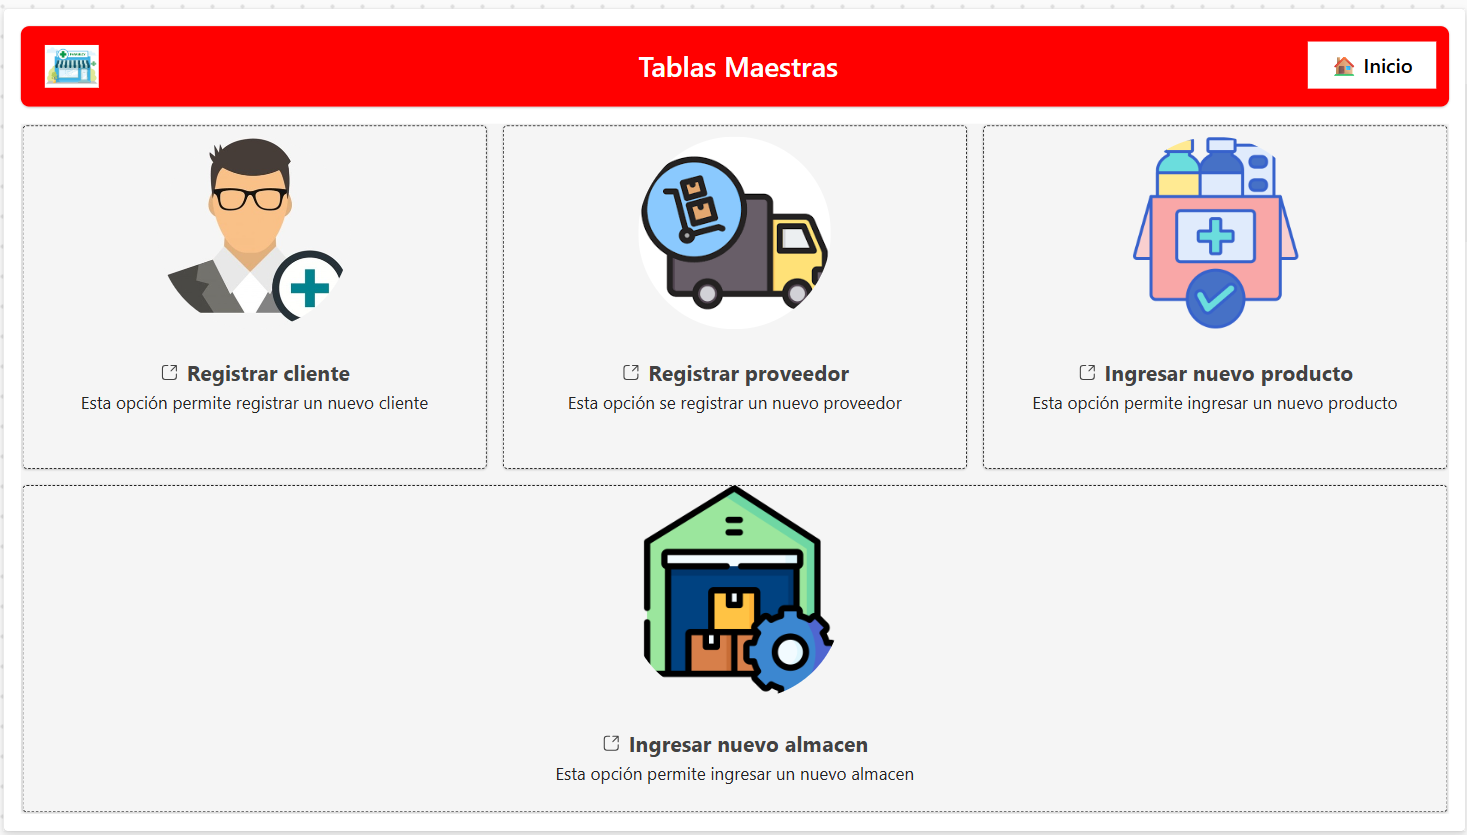 Tablas Maestras
Inicio
Registrar cliente
Esta opción permite registrar un nuevo cliente
Registrar proveedor
Esta opción se registrar un nuevo proveedor
Ingresar nuevo producto
Esta opción permite ingresar un nuevo producto
Ingresar nuevo almacen
Esta opción permite ingresar un nuevo almacen